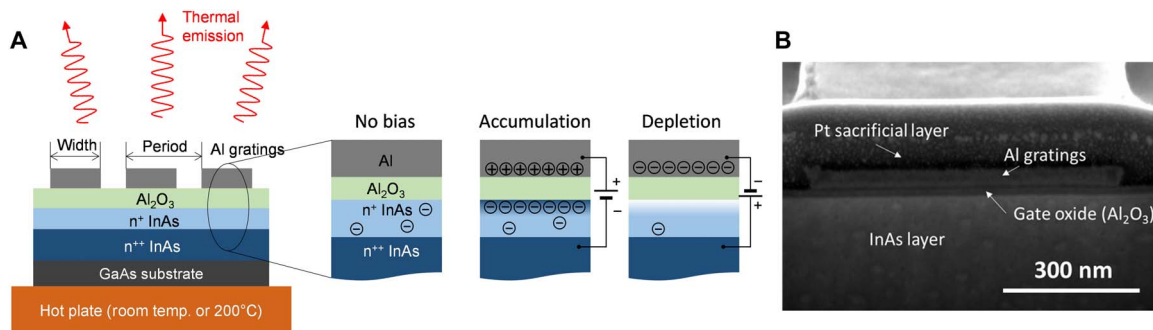 A
Thermal
emission
Width
Period
Al gratings
Al₂O₃
n⁺ InAs
n⁺⁺ InAs
GaAs substrate
Hot plate (room temp. or 200°C)
No bias
Al
Al₂O₃
n⁺ InAs
n⁺⁺ InAs
Accumulation
+
−
Depletion
−
+
B
Pt sacrificial layer
Al gratings
Gate oxide (Al₂O₃)
InAs layer
300 nm